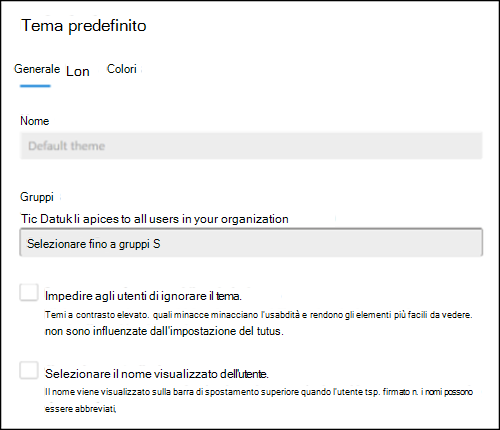 Tema predefinito
Generale Lon Colori
Nome
Default theme
Gruppi
Tic Datuk li apices to all users in your organization
Selezionare fino a gruppi S
Impedire agli utenti di ignorare il tema.
Temi a contrasto elevato. quali minacce minacciano l'usabdità e rendono gli elementi più facili da vedere.
non sono influenzate dall'impostazione del tutus.
Selezionare il nome visualizzato dell'utente.
Il nome viene visualizzato sulla barra di spostamento superiore quando l'utente tsp. firmato n. i nomi possono
essere abbreviati,